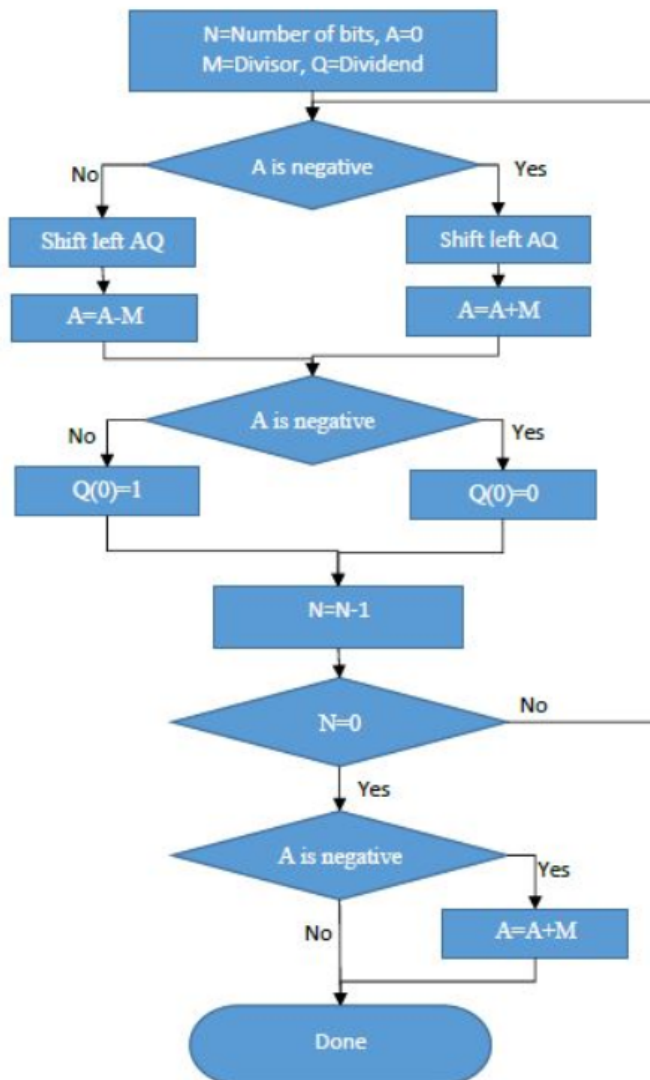 N=Number of bits, A=0
M=Divisor, Q=Dividend
A is negative
No
Yes
Shift left AQ
Shift left AQ
A=A-M
A=A+M
A is negative
No
Yes
Q(0)=1
Q(0)=0
N=N-1
N=0
No
Yes
A is negative
Yes
No
A=A+M
Done